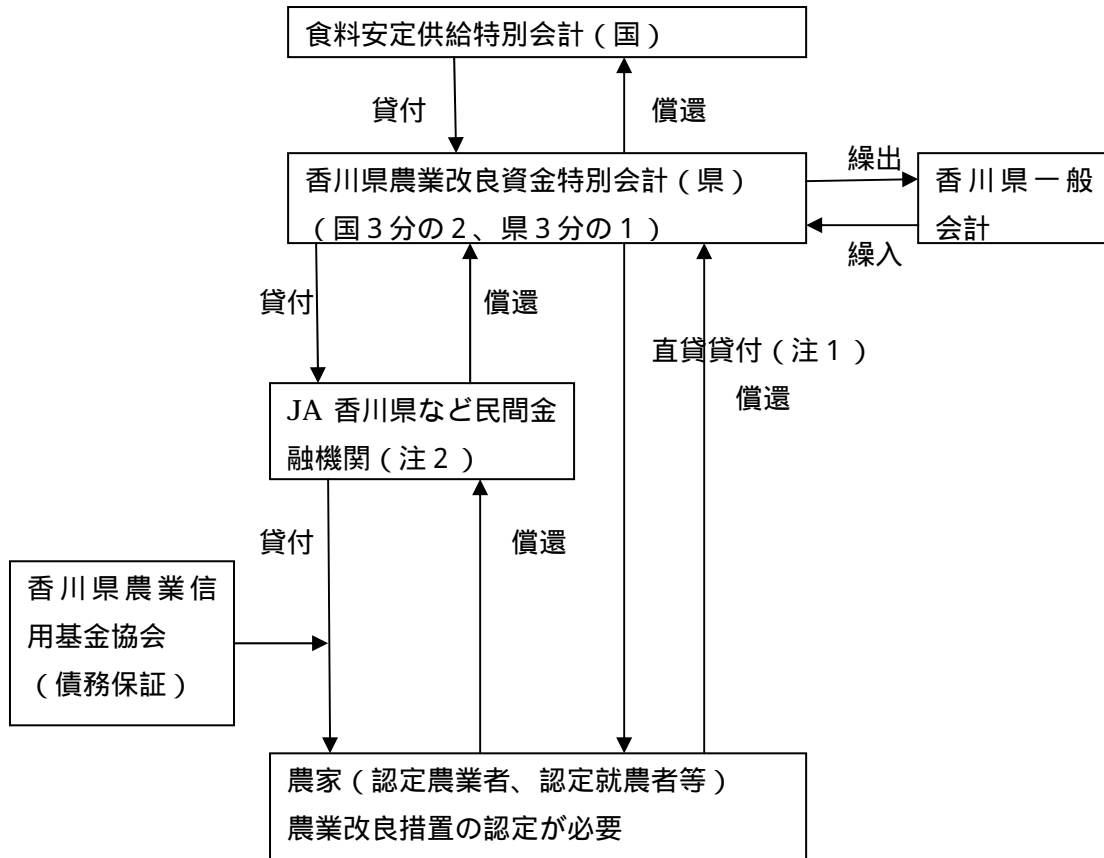 食料安定供給特別会計（国）
貸付
償還
香川県農業改良資金特別会計（県）
（国３分の２、県３分の１）
繰出
香川県一般
会計
繰入
貸付
償還
直貸貸付（注１）
償還
JA 香川県など民間金
融機関（注２）
貸付
償還
香川県農業信
用基金協会
（債務保証）
農家（認定農業者、認定就農者等）
農業改良措置の認定が必要